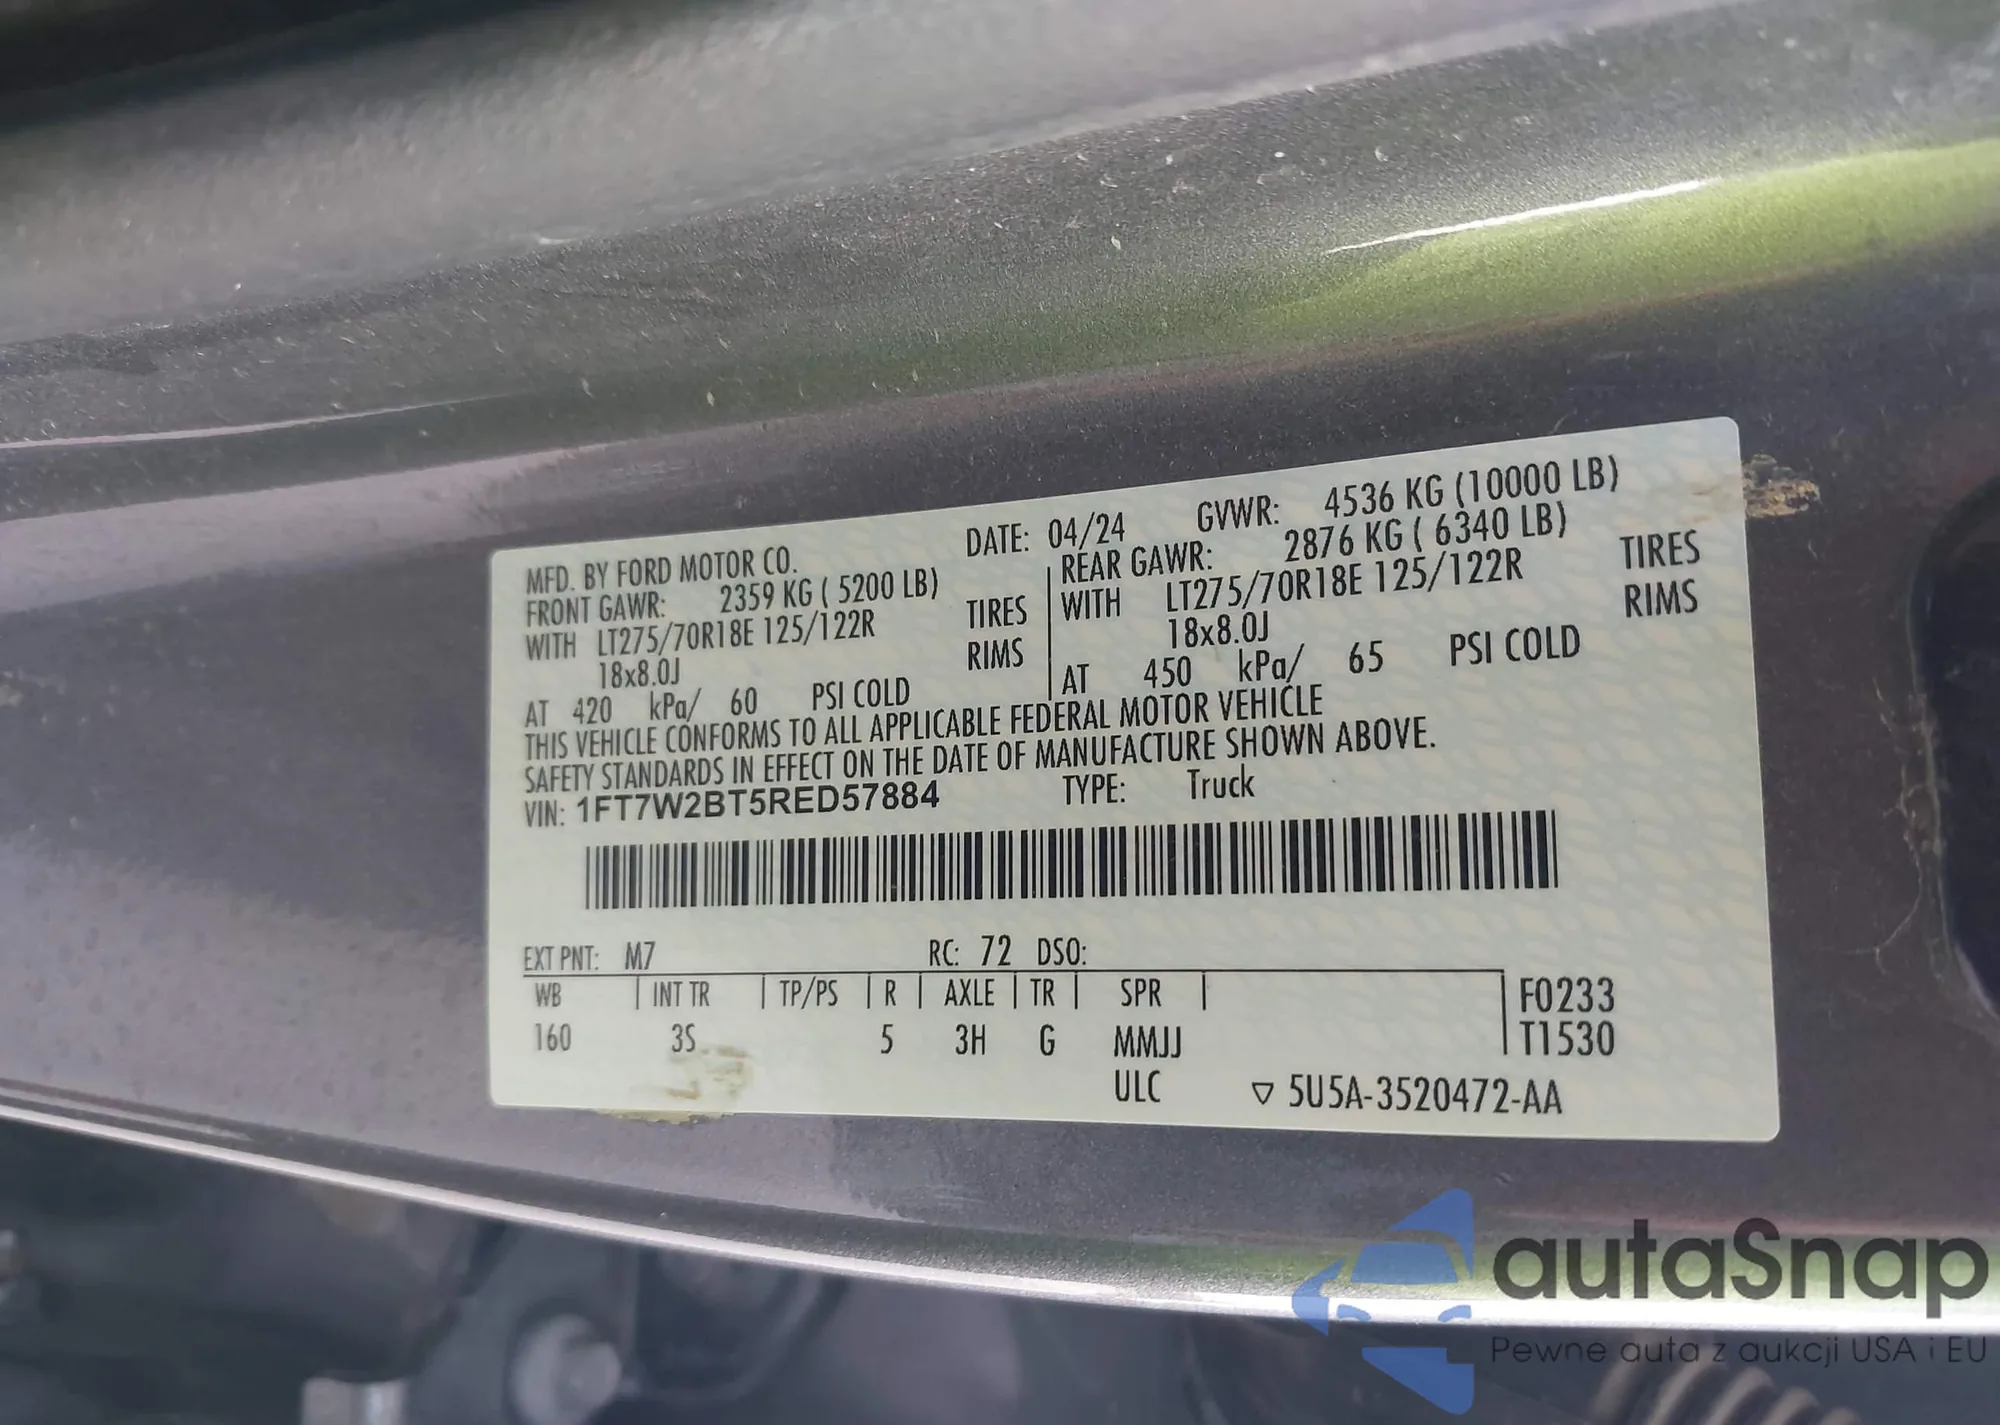 MFD. BY FORD MOTOR CO. DATE: 04/24 GVWR: 4536 KG (10000 LB)
FRONT GAWR: 2359 KG ( 5200 LB) REAR GAWR: 2876 KG ( 6340 LB)
WITH LT275/70R18E 125/122R TIRES WITH LT275/70R18E 125/122R TIRES
18x8.0J RIMS 18x8.0J RIMS
AT 420 kPa/ 60 PSI COLD AT 450 kPa/ 65 PSI COLD
THIS VEHICLE CONFORMS TO ALL APPLICABLE FEDERAL MOTOR VEHICLE
SAFETY STANDARDS IN EFFECT ON THE DATE OF MANUFACTURE SHOWN ABOVE.
VIN: 1FT7W2BT5RED57884 TYPE: Truck
EXT PNT: M7 RC: 72 DSO:
WB INT TR TP/PS R AXLE TR SPR F0233
160 3S 5 3H G MMJJ T1530
ULC ▽ 5U5A-3520472-AA
autaSnap
Pewne auta z aukcji USA i EU